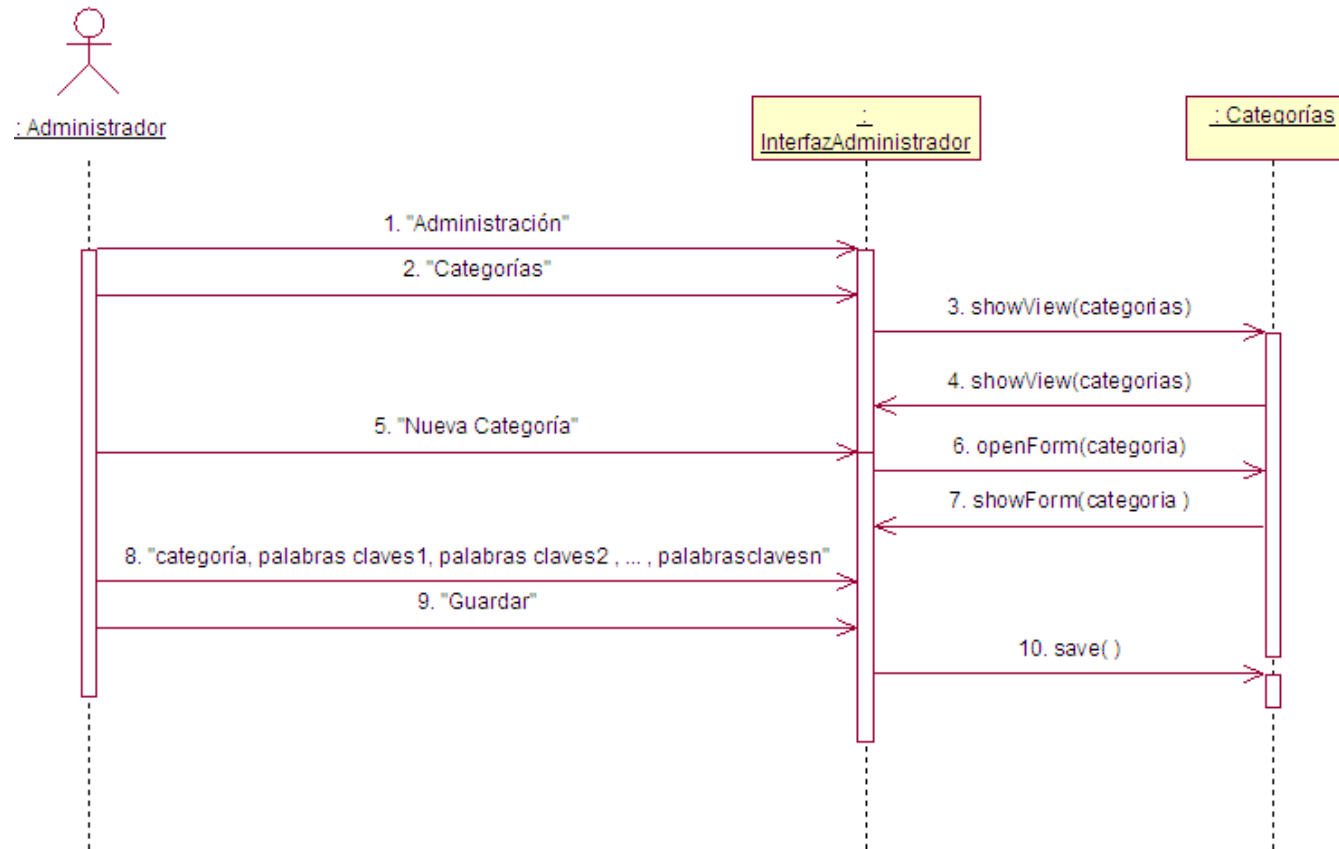 : Administrador
:
InterfazAdministrador
: Categorías
1. "Administración"
2. "Categorías"
3. showView(categorias)
4. showView(categorias)
5. "Nueva Categoría"
6. openForm(categoria)
7. showForm(categoria )
8. "categoría, palabras claves1, palabras claves2 , ... , palabrasclavesn"
9. "Guardar"
10. save( )